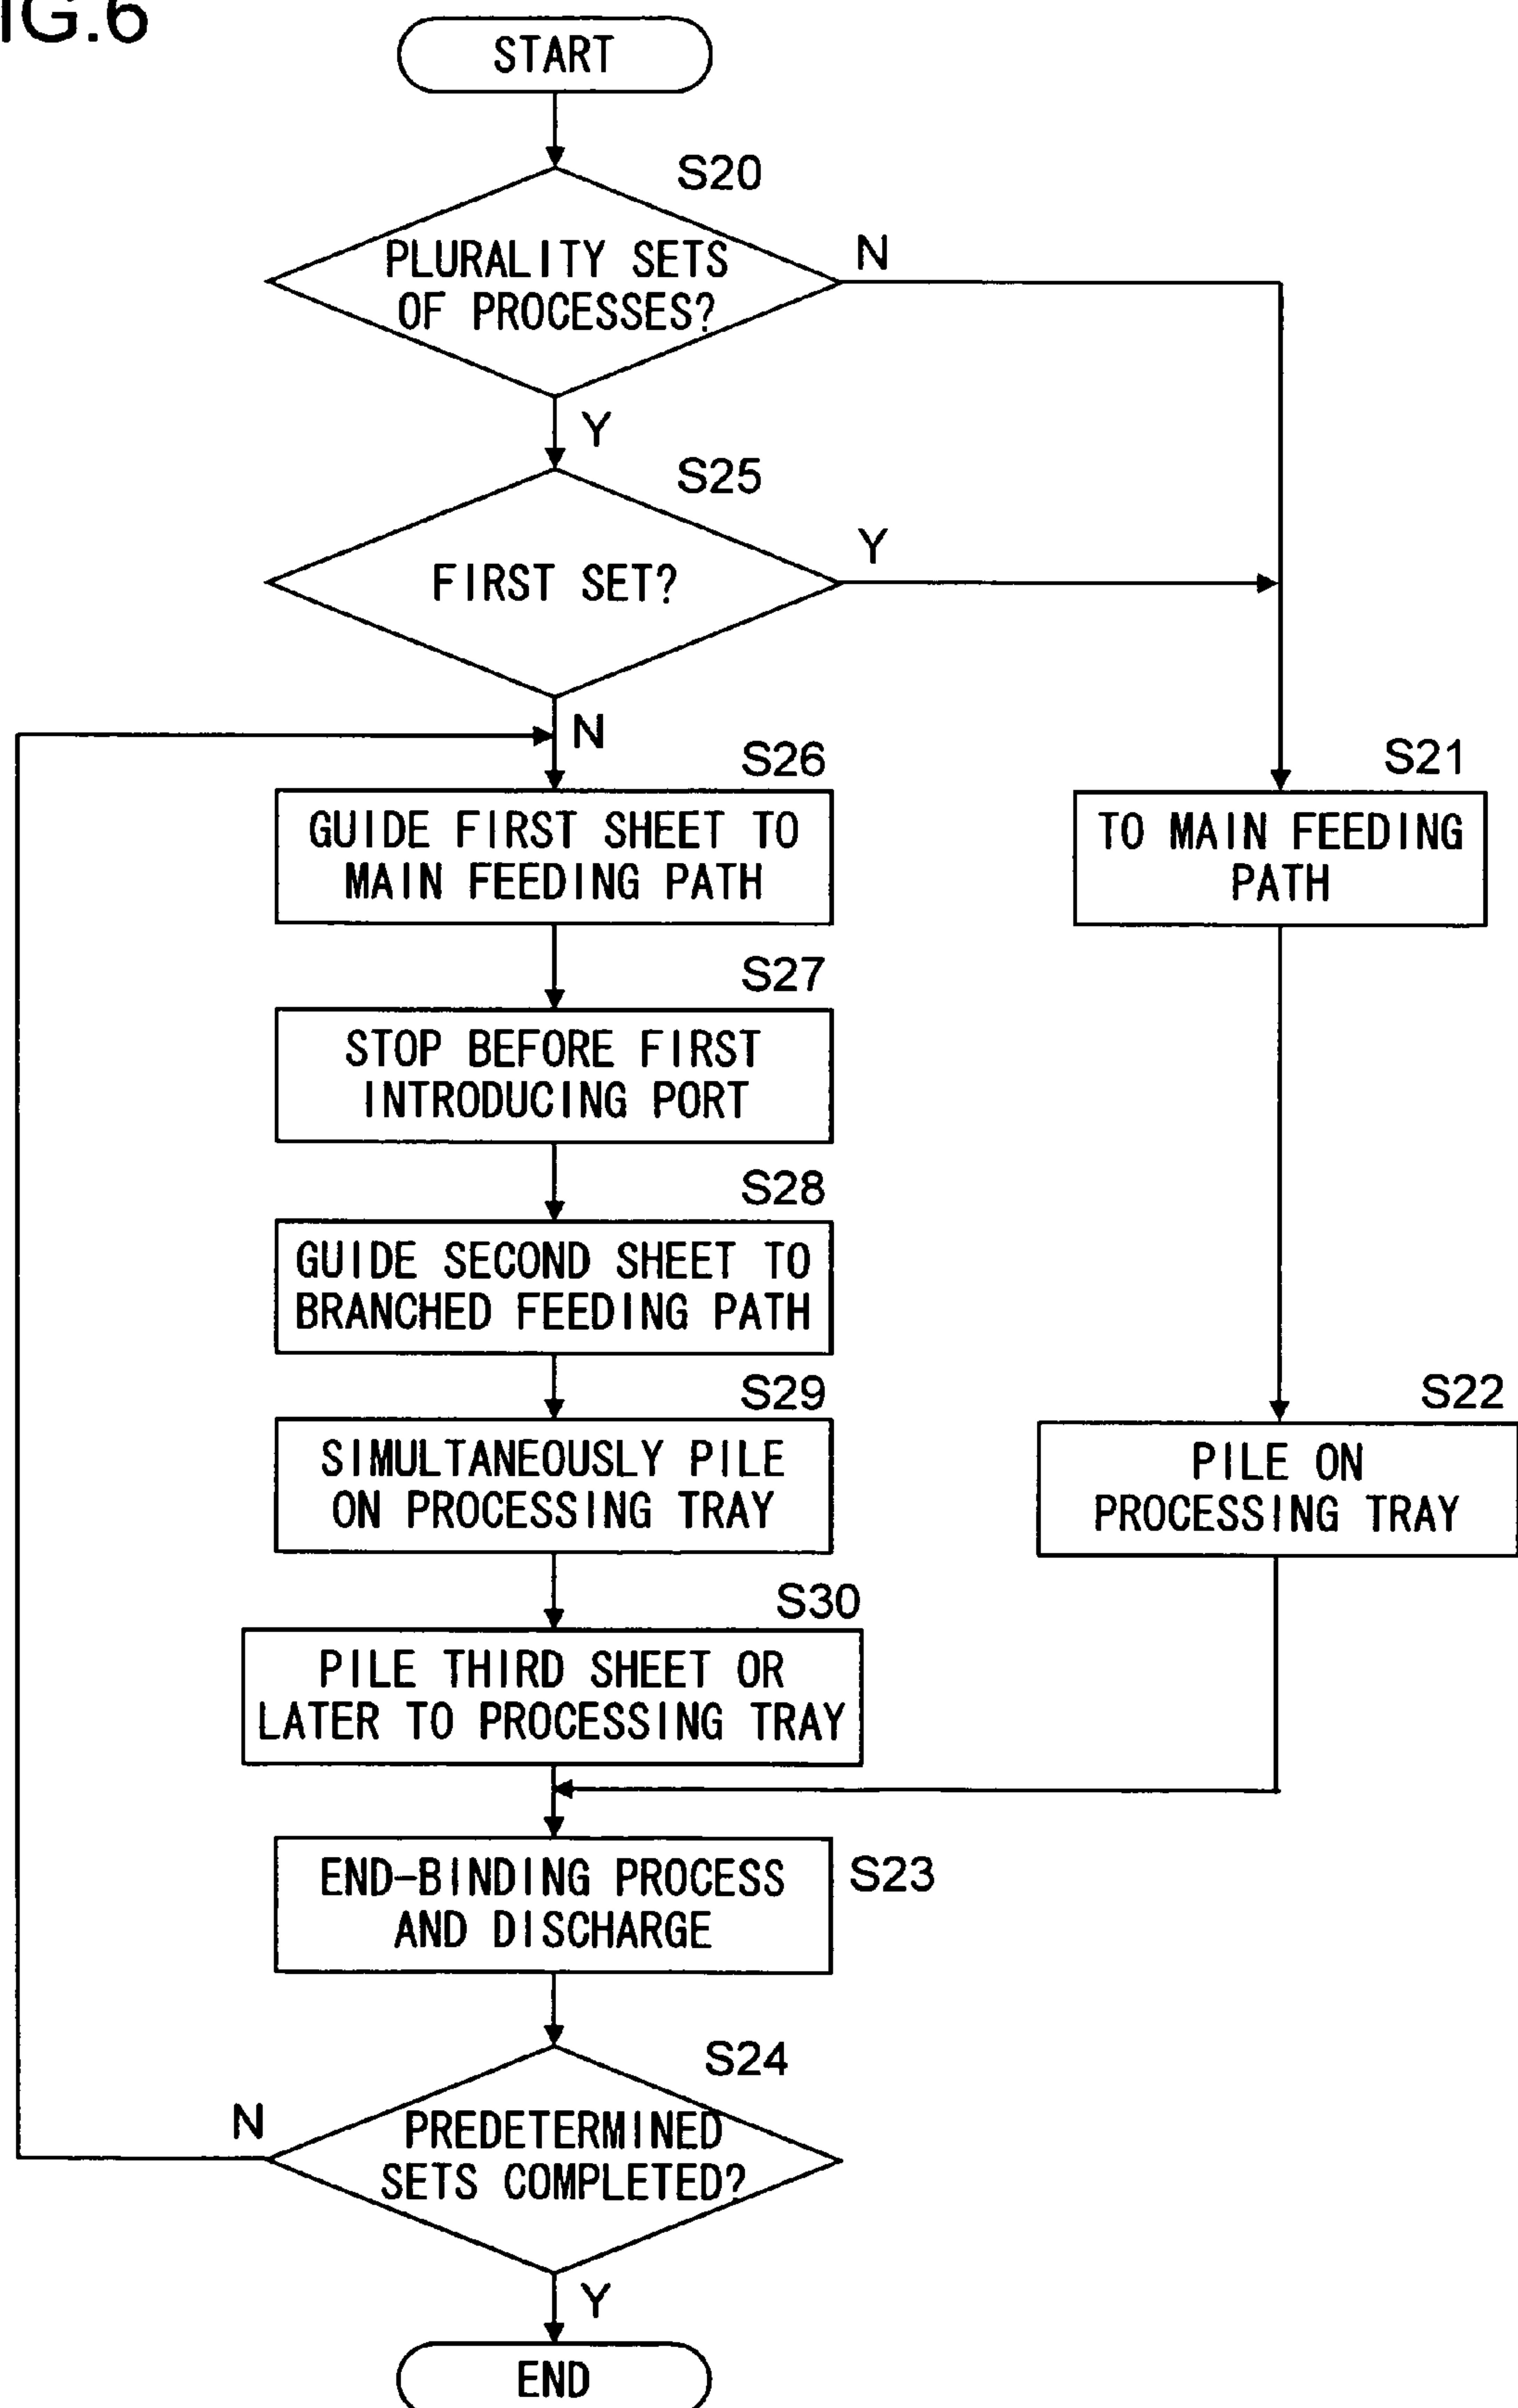 IG.6
START
S20
PLURALITY SETS
OF PROCESSES?
N
Y
S25
FIRST SET?
Y
N
S26
GUIDE FIRST SHEET TO
MAIN FEEDING PATH
S21
TO MAIN FEEDING
PATH
S27
STOP BEFORE FIRST
INTRODUCING PORT
S28
GUIDE SECOND SHEET TO
BRANCHED FEEDING PATH
S29
SIMULTANEOUSLY PILE
ON PROCESSING TRAY
S22
PILE ON
PROCESSING TRAY
S30
PILE THIRD SHEET OR
LATER TO PROCESSING TRAY
END-BINDING PROCESS
AND DISCHARGE
S23
S24
N
PREDETERMINED
SETS COMPLETED?
Y
END